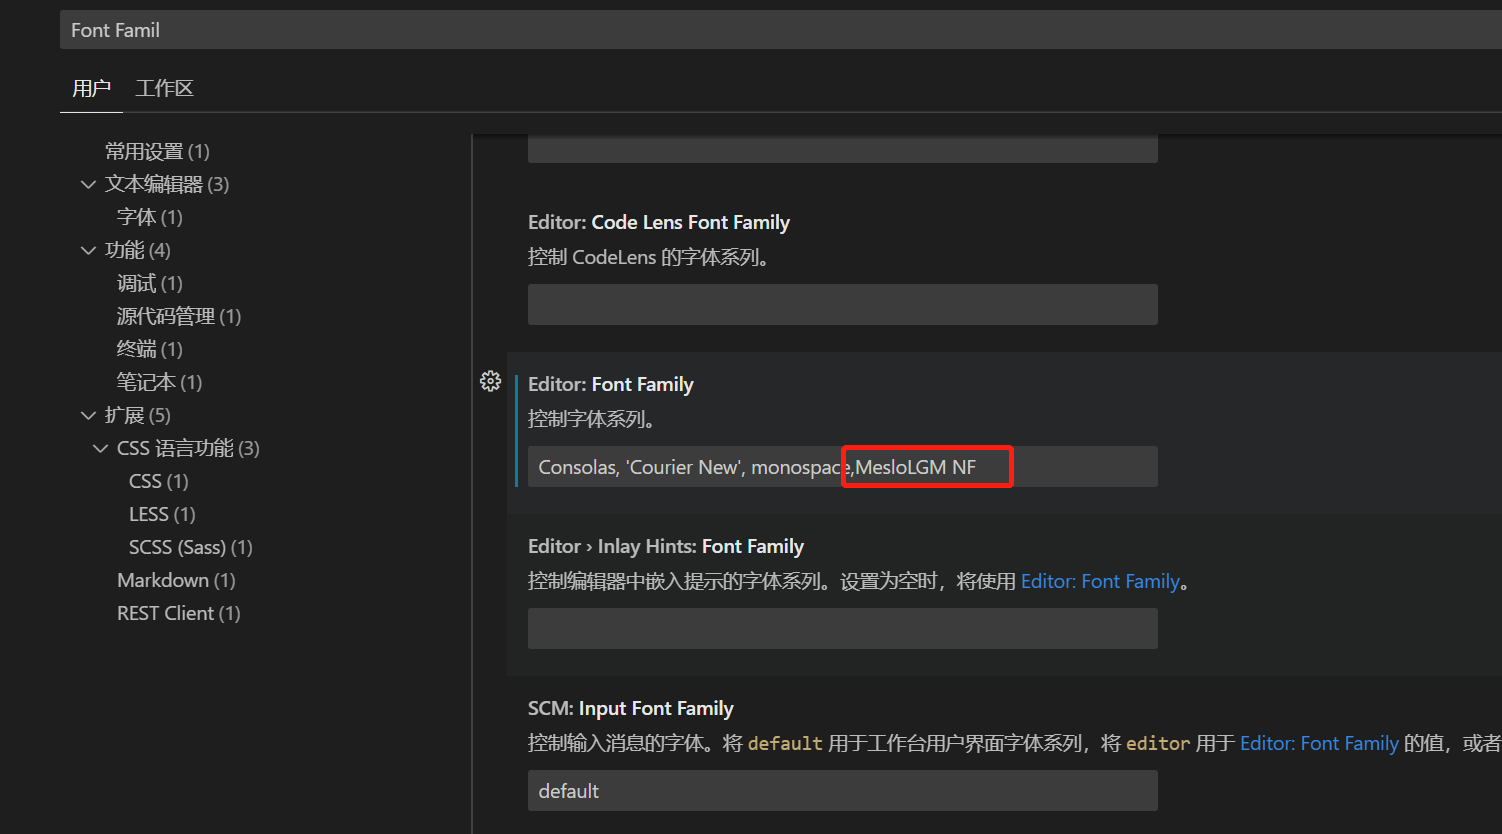 Font Famil
用户 工作区
常用设置 (1)
文本编辑器 (3)
字体 (1)
功能 (4)
调试 (1)
源代码管理 (1)
终端 (1)
笔记本 (1)
扩展 (5)
CSS 语言功能 (3)
CSS (1)
LESS (1)
SCSS (Sass) (1)
Markdown (1)
REST Client (1)
Editor: Code Lens Font Family
控制 CodeLens 的字体系列。
Editor: Font Family
控制字体系列。
Consolas, 'Courier New', monospace,MesloLGM NF
Editor › Inlay Hints: Font Family
控制编辑器中嵌入提示的字体系列。设置为空时，将使用 Editor: Font Family。
SCM: Input Font Family
控制输入消息的字体。将 default 用于工作台用户界面字体系列，将 editor 用于 Editor: Font Family 的值，或者
default